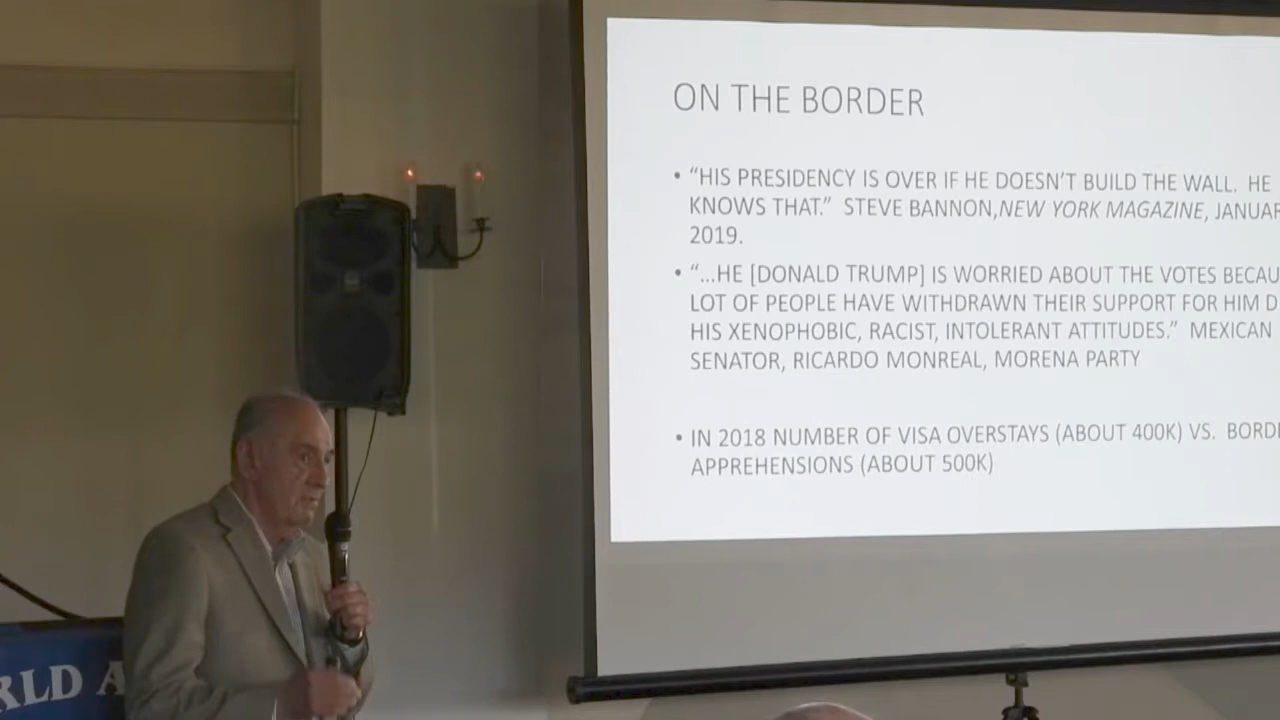 ON THE BORDER
• “HIS PRESIDENCY IS OVER IF HE DOESN’T BUILD THE WALL. HE
KNOWS THAT.” STEVE BANNON,NEW YORK MAGAZINE, JANUAR
2019.
• “...HE [DONALD TRUMP] IS WORRIED ABOUT THE VOTES BECAU
LOT OF PEOPLE HAVE WITHDRAWN THEIR SUPPORT FOR HIM D
HIS XENOPHOBIC, RACIST, INTOLERANT ATTITUDES.” MEXICAN
SENATOR, RICARDO MONREAL, MORENA PARTY
• IN 2018 NUMBER OF VISA OVERSTAYS (ABOUT 400K) VS. BORD
APPREHENSIONS (ABOUT 500K)
RLD A